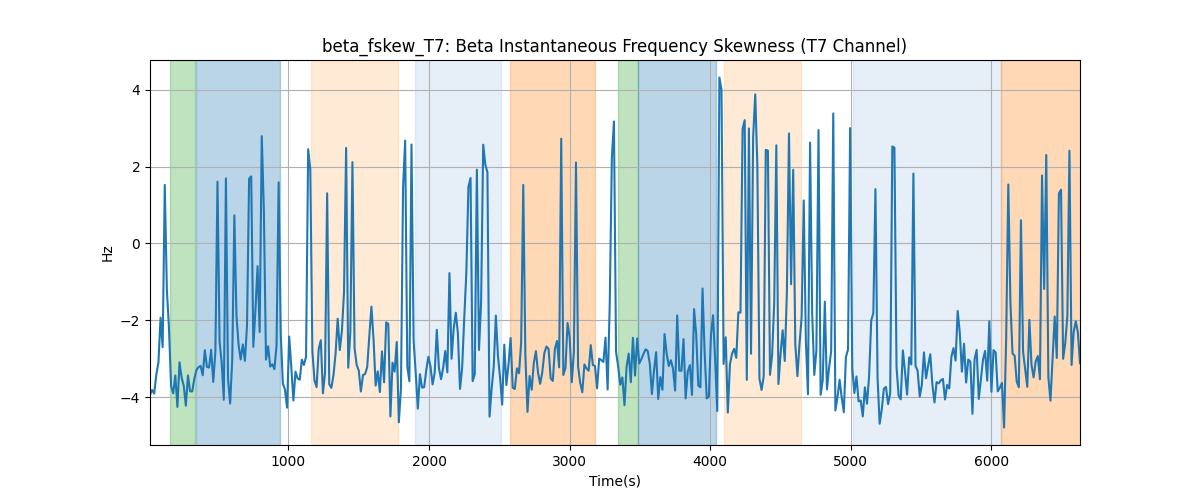 beta_fskew_T7: Beta Instantaneous Frequency Skewness (T7 Channel)
4
2
0
−2
−4
Hz
1000 2000 3000 4000 5000 6000
Time(s)